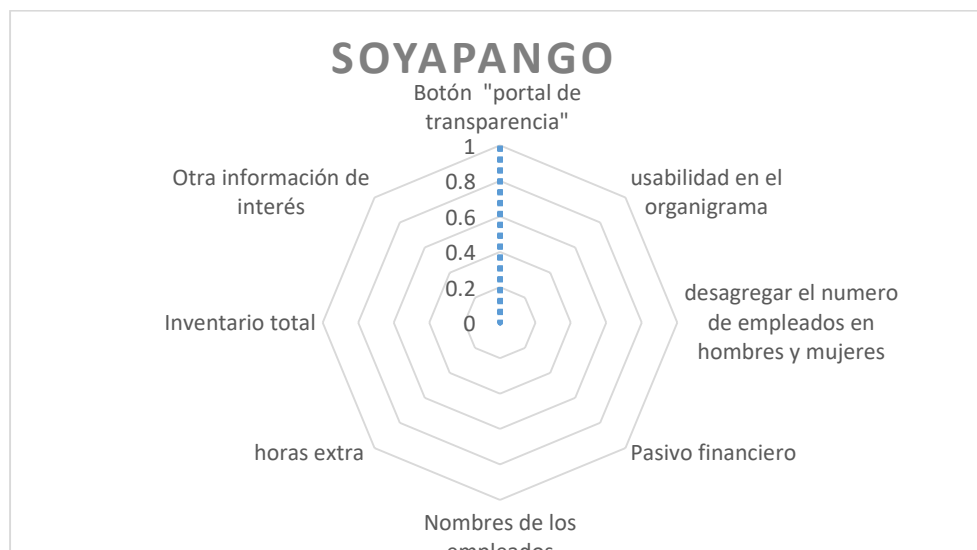 SOYAPANGO
Botón "portal de
transparencia"
1
0.8
0.6
0.4
0.2
0
usabilidad en el
organigrama
desagregar el numero
de empleados en
hombres y mujeres
Pasivo financiero
Nombres de los
empleados
horas extra
Inventario total
Otra información de
interés